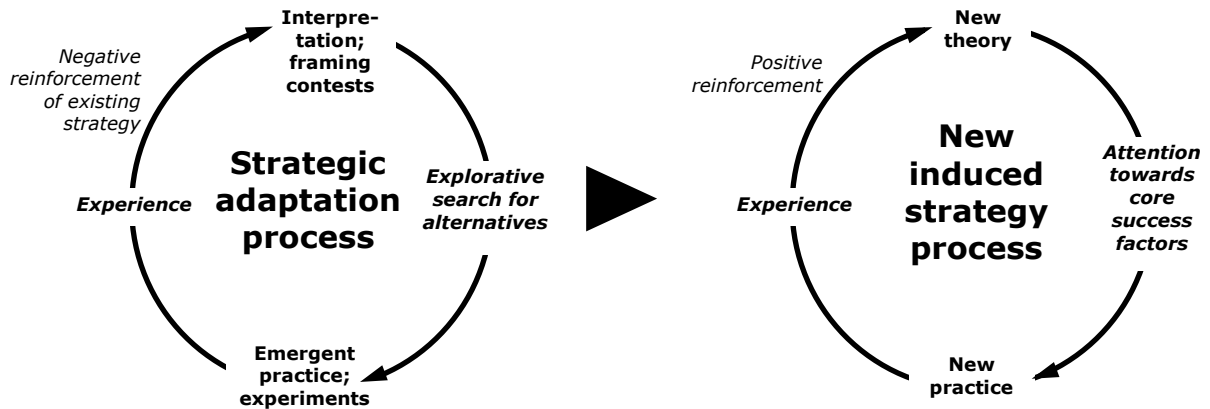 Interpre-
tation;
framing
contests
Negative
reinforcement
of existing
strategy
Strategic
adaptation
process
Experience
Explorative
search for
alternatives
Emergent
practice;
experiments
New
theory
Positive
reinforcement
New
induced
strategy
process
Experience
Attention
towards
core
success
factors
New
practice